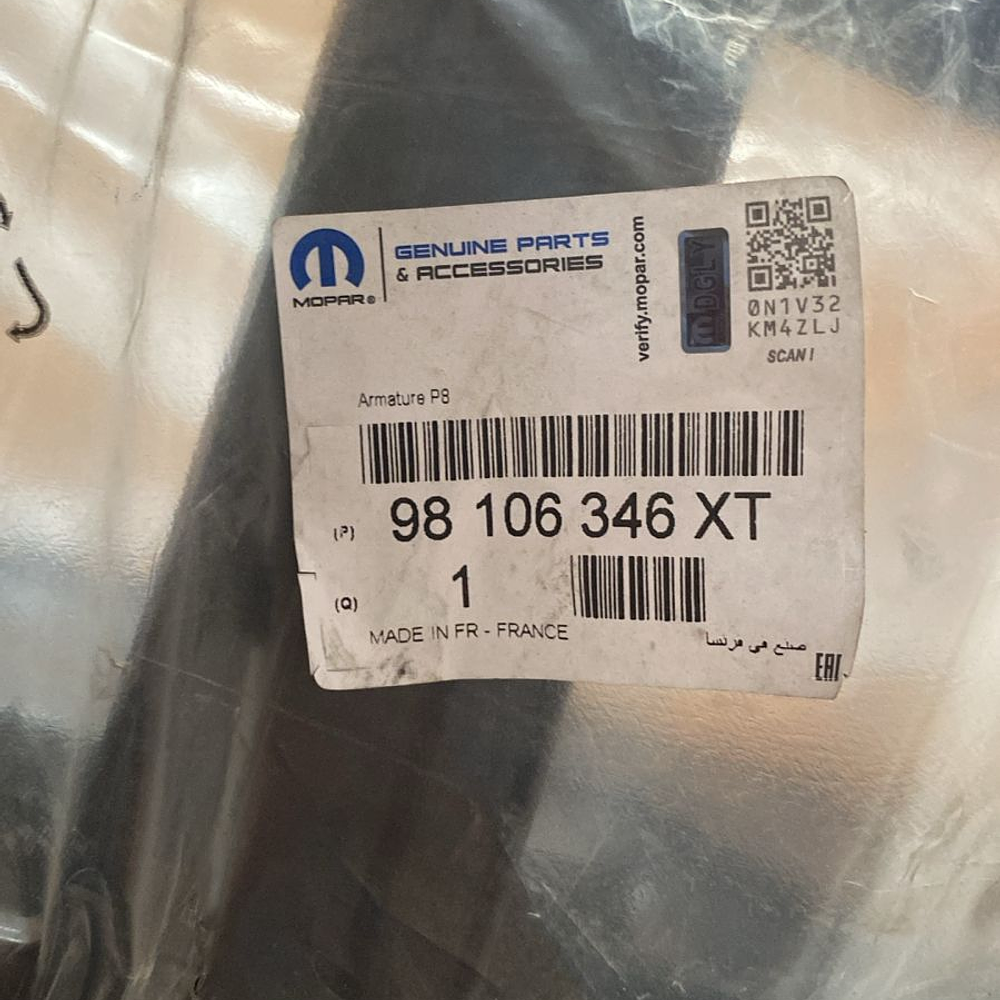 MOPAR®
GENUINE PARTS
& ACCESSORIES
verify.mopar.com
mDGLY
0N1V32
KM4ZLJ
SCAN!
Armature P8
(P) 98 106 346 XT
(Q) 1
MADE IN FR - FRANCE
صنع في فرنسا
EAC